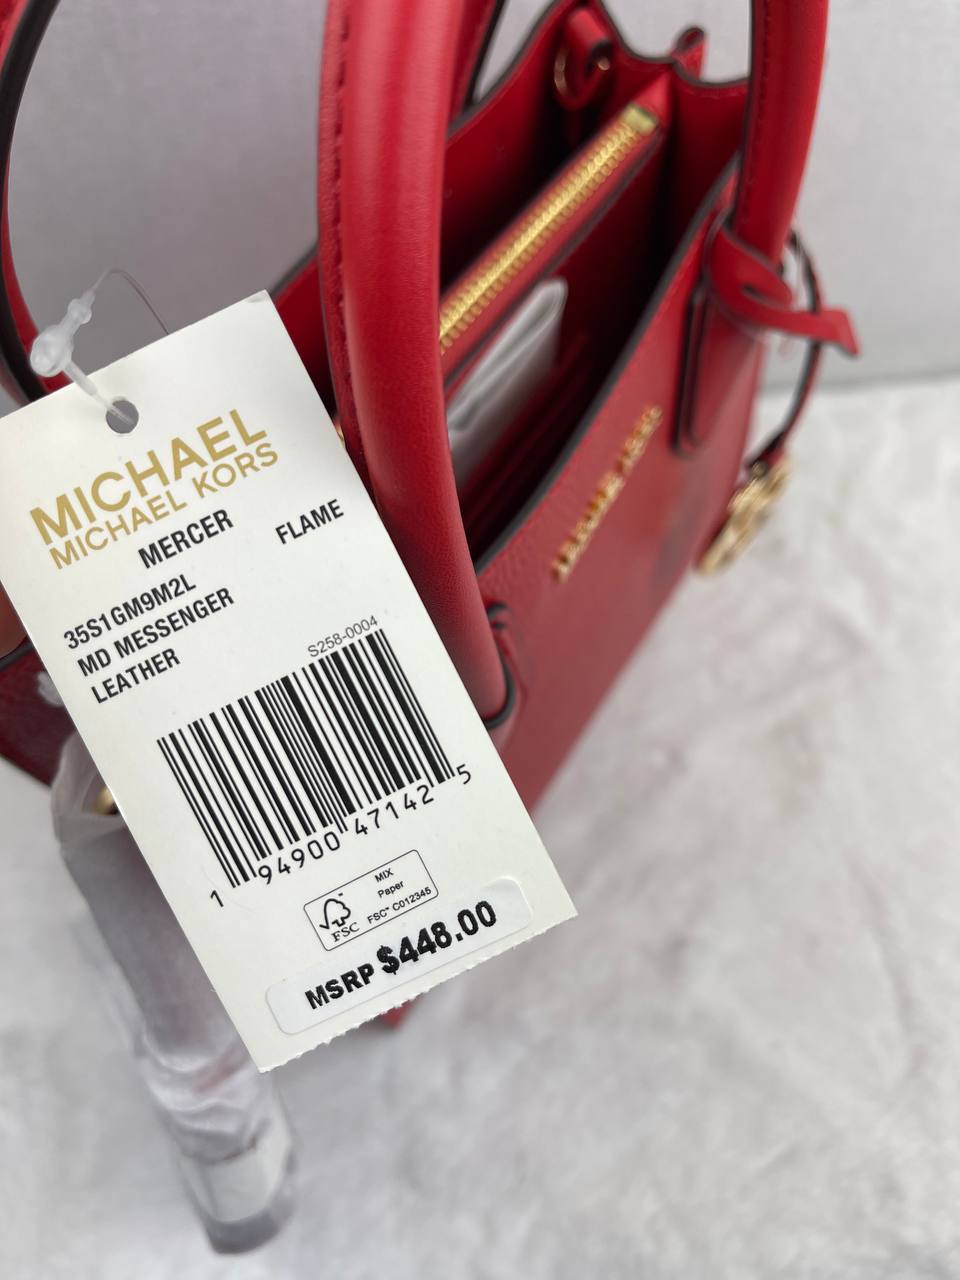 MICHAEL
MICHAEL KORS
MERCER FLAME
35S1GM9M2L
MD MESSENGER
LEATHER
S258-0004
1 94900 47142 5
MIX
Paper
FSC™ C012345
FSC
MSRP $448.00